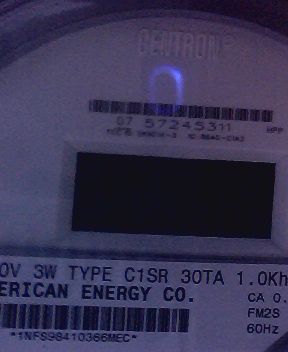 CENTRON®
07 57245311
0V 3W TYPE C1SR 30TA 1.0Kh
ERICAN ENERGY CO.
CA 0.
FM2S
60Hz
*1NFS98410366MEC*